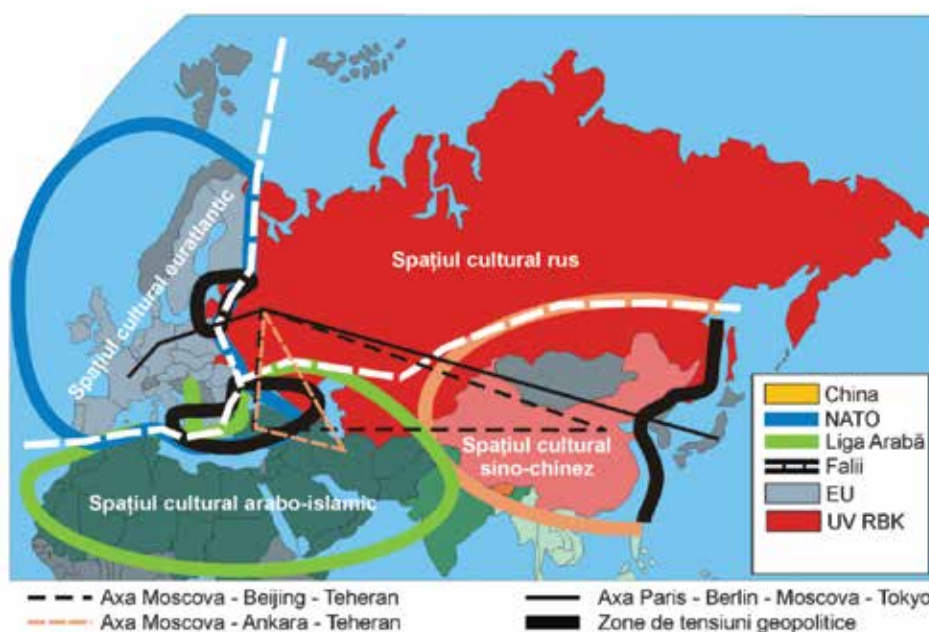 Spațiul cultural euratlantic
Spațiul cultural rus
Spațiul cultural
sino-chinez
Spațiul cultural arabo-islamic
China
NATO
Liga Arabă
Falii
EU
UV RBK
Axa Moscova - Beijing - Teheran
Axa Moscova - Ankara - Teheran
Axa Paris - Berlin - Moscova - Tokyo
Zone de tensiuni geopolitice